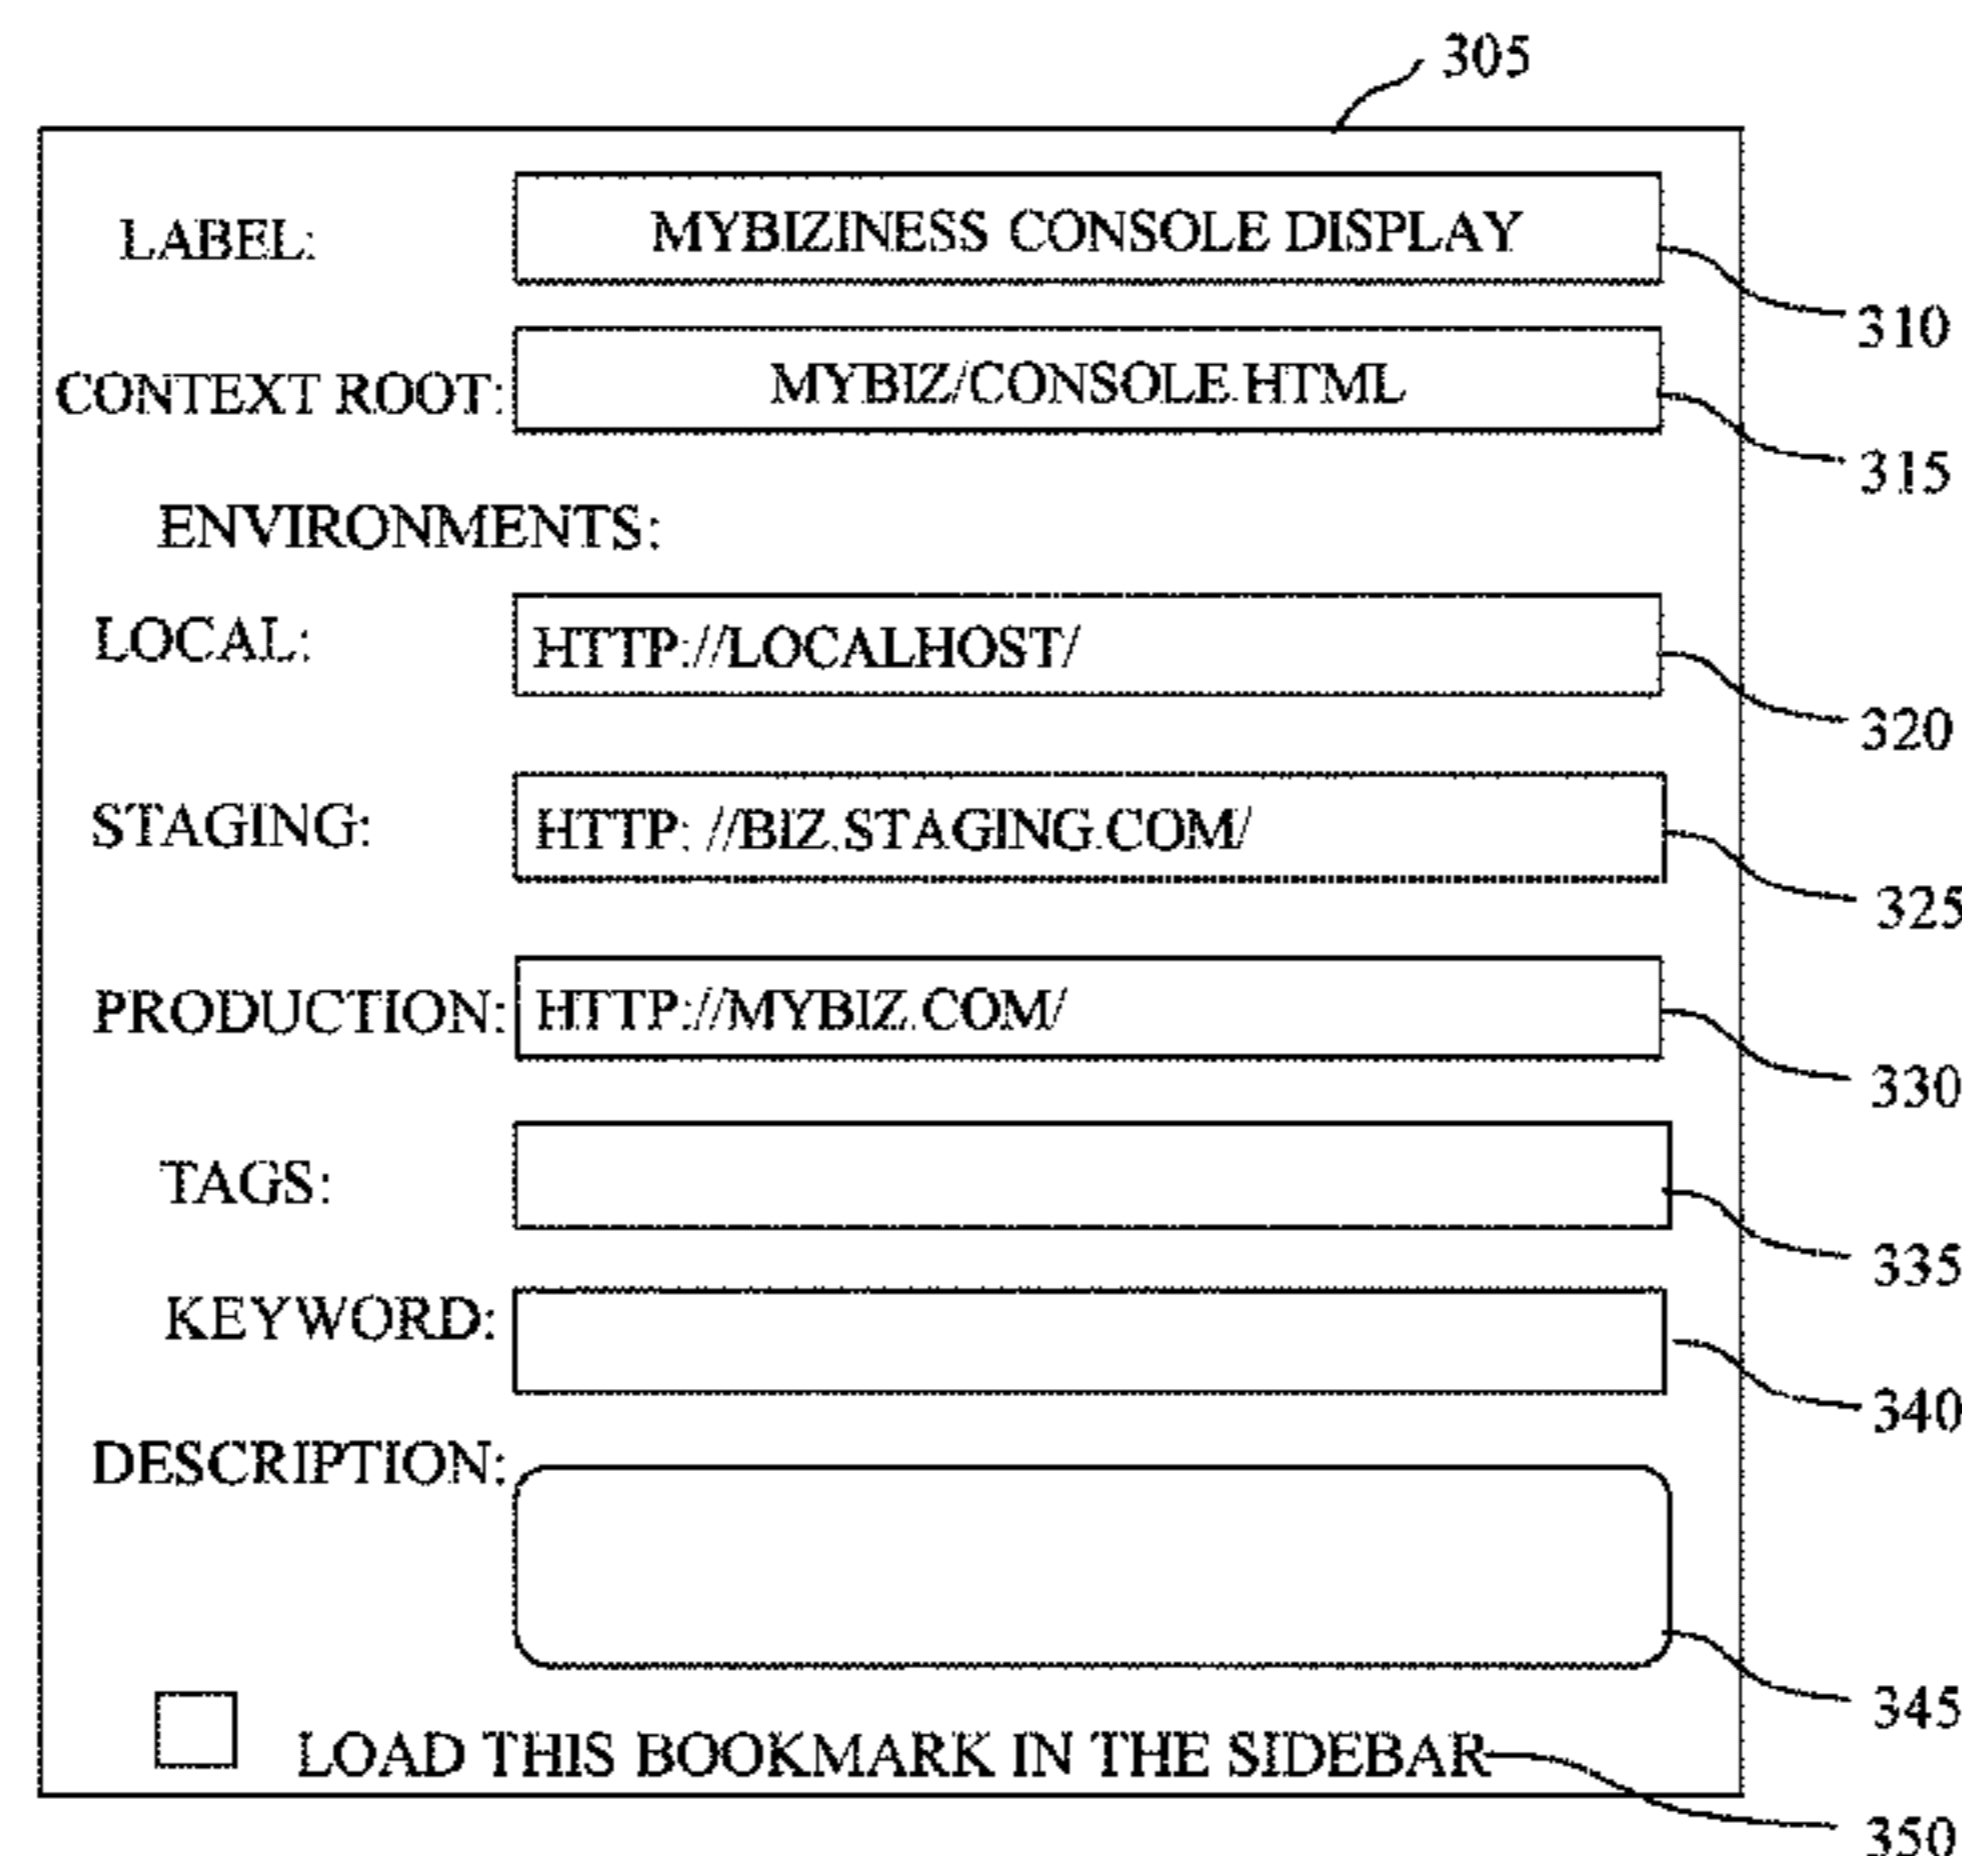 305
LABEL: MYBIZINESS CONSOLE DISPLAY
310
CONTEXT ROOT: MYBIZ/CONSOLE.HTML
315
ENVIRONMENTS:
LOCAL: HTTP://LOCALHOST/
320
STAGING: HTTP: //BIZ.STAGING.COM/
325
PRODUCTION: HTTP://MYBIZ.COM/
330
TAGS:
335
KEYWORD:
340
DESCRIPTION:
345
LOAD THIS BOOKMARK IN THE SIDEBAR
350